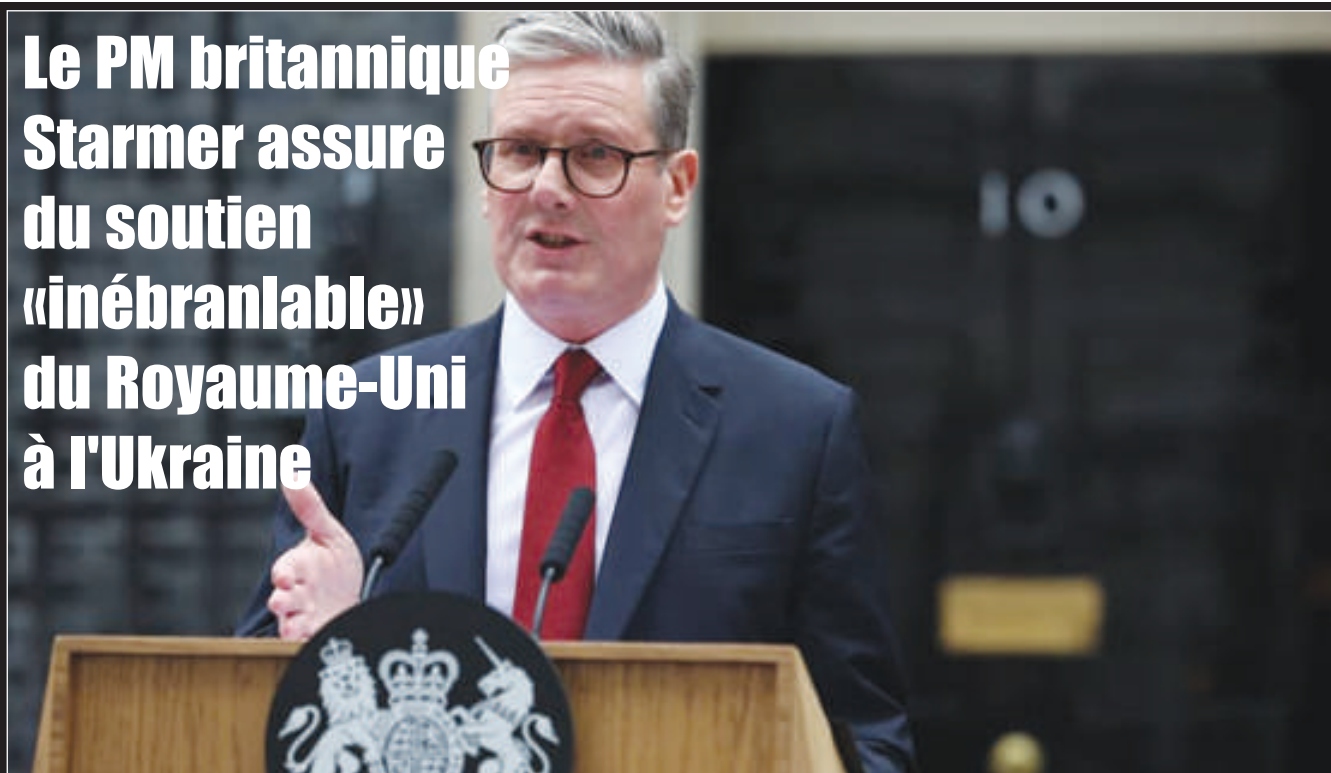 Le PM britannique
Starmer assure
du soutien
«inébranlable»
du Royaume-Uni
à l'Ukraine
10